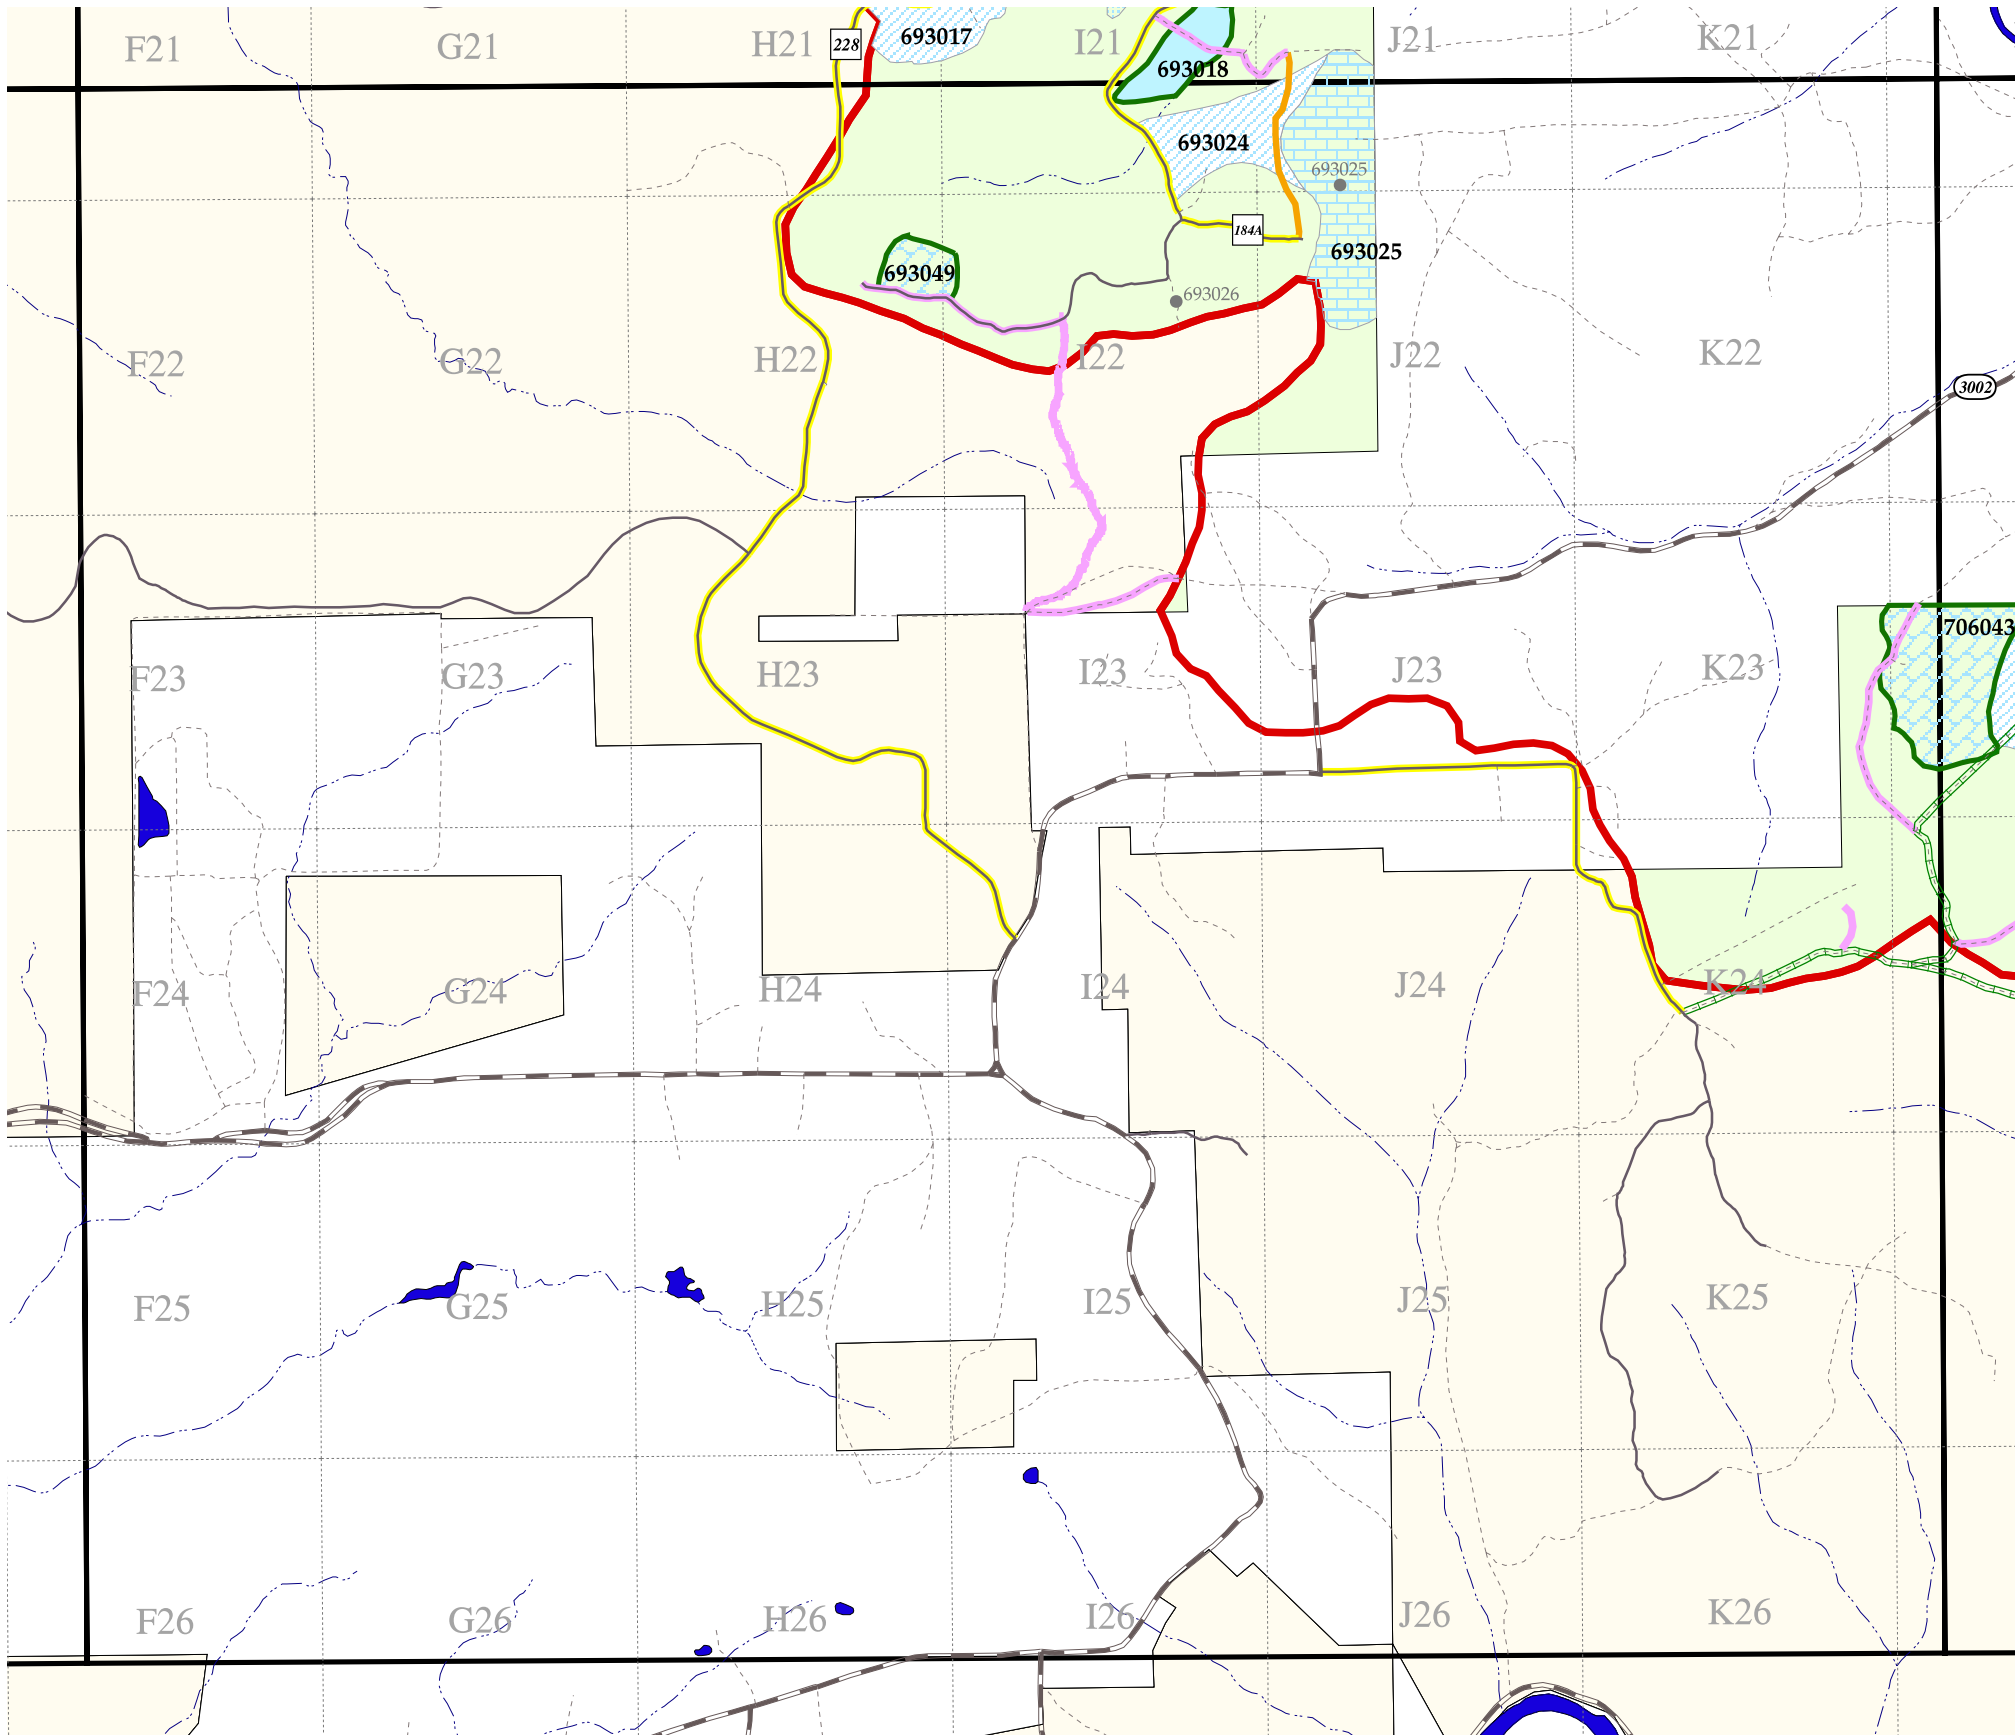 F21 G21 H21 228 693017 I21 J21 K21
693018
693024
693025
184A
693025
693049
693026
F22 G22 H22 I22 J22 K22
3002
706043
F23 G23 H23 I23 J23 K23
F24 G24 H24 I24 J24 K24
F25 G25 H25 I25 J25 K25
F26 G26 H26 I26 J26 K26